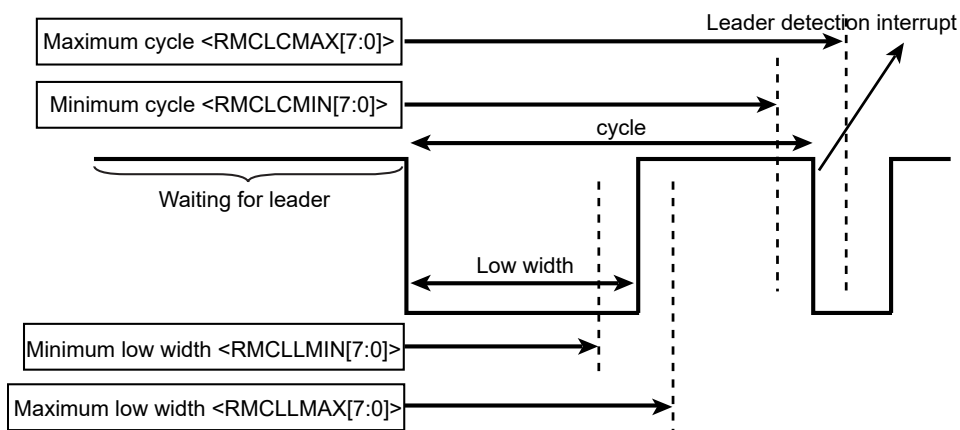 Leader detection interrupt
Maximum cycle <RMCLCMAX[7:0]>
Minimum cycle <RMCLCMIN[7:0]>
cycle
Waiting for leader
Low width
Minimum low width <RMCLLMIN[7:0]>
Maximum low width <RMCLLMAX[7:0]>